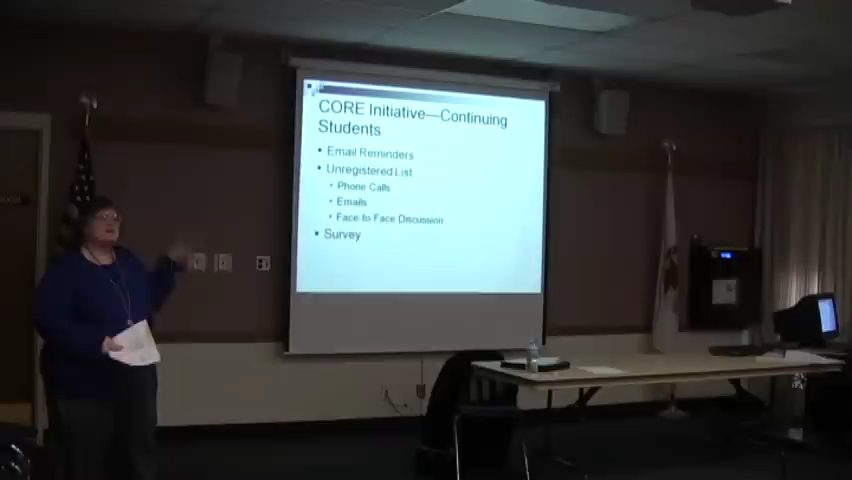 CORE Initiative—Continuing
Students
Email Reminders
Unregistered List
Phone Calls
Emails
Face-to-Face Discussion
Survey